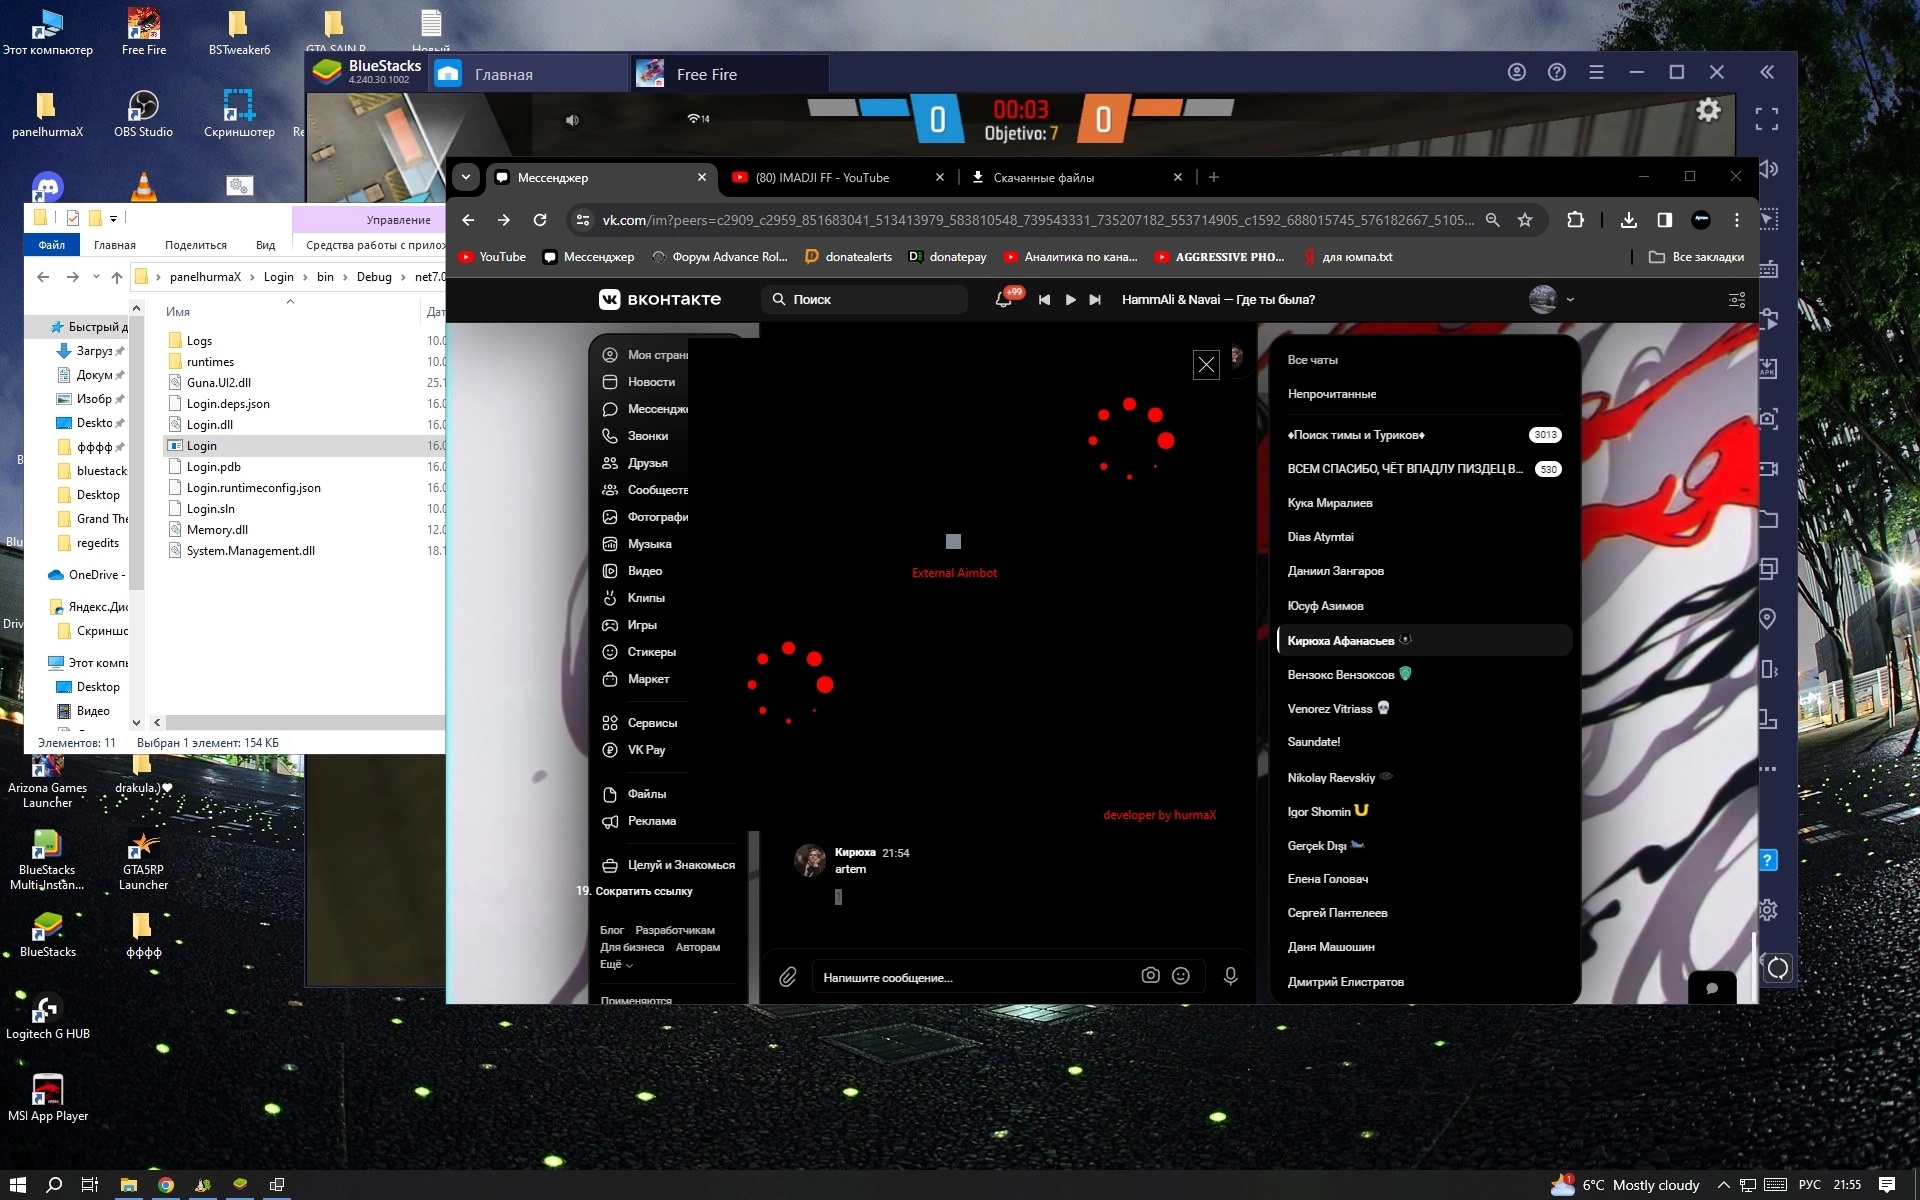 Этот компьютер
Free Fire
BSTweaker6
GTA SAIN R
Новый
panelhurmaX
OBS Studio
Скриншотер
BlueStacks
4.240.30.1002
Главная
Free Fire
14
0
00:03
Objetivo: 7
0
Управление
Файл
Главная
Поделиться
Вид
Средства работы с прилож
panelhurmaX
Login
bin
Debug
net7.0
Имя
Дат
Быстрый д
Загруз
Докум
Изобр
Deskto
фффф
bluestack
Desktop
Grand The
regedits
OneDrive -
Яндекс.Дис
Скриншо
Этот компь
Desktop
Видео
Logs
10.0
runtimes
10.0
Guna.UI2.dll
25.1
Login.deps.json
16.0
Login.dll
16.0
Login
16.0
Login.pdb
16.0
Login.runtimeconfig.json
16.0
Login.sln
10.0
Memory.dll
12.0
System.Management.dll
18.1
Элементов: 11
Выбран 1 элемент: 154 КБ
Мессенджер
(80) IMADJI FF - YouTube
Скачанные файлы
vk.com/im?peers=c2909_c2959_851683041_513413979_583810548_739543331_735207182_553714905_c1592_688015745_576182667_5105...
YouTube
Мессенджер
Форум Advance Rol...
donatealerts
donatepay
Аналитика по кана...
AGGRESSIVE PHO...
для юмпа.txt
Все закладки
вконтакте
Поиск
+99
HammAli & Navai — Где ты была?
Моя страни
Новости
Мессендже
Звонки
Друзья
Сообществ
Фотографи
Музыка
Видео
Клипы
Игры
Стикеры
Маркет
Сервисы
VK Pay
Файлы
Реклама
Целуй и Знакомься
19. Сократить ссылку
Блог
Разработчикам
Для бизнеса
Авторам
Ещё
Применяются
External Aimbot
developer by hurmaX
Кирюха 21:54
artem
Напишите сообщение...
Все чаты
Непрочитанные
♦Поиск тимы и Туриков♦
3013
ВСЕМ СПАСИБО, ЧЁТ ВПАДЛУ ПИЗДЕЦ В...
530
Кука Миралиев
Dias Atymtai
Даниил Зангаров
Юсуф Азимов
Кирюха Афанасьев
Вензокс Вензоксов
Venorez Vitriass
Saundate!
Nikolay Raevskiy
Igor Shomin
Gerçek Dışı
Елена Головач
Сергей Пантелеев
Даня Машошин
Дмитрий Елистратов
Arizona Games Launcher
drakula.)♥
BlueStacks Multi-Instan...
GTA5RP Launcher
BlueStacks
фффф
Logitech G HUB
MSI App Player
6°C Mostly cloudy
РУС
21:55